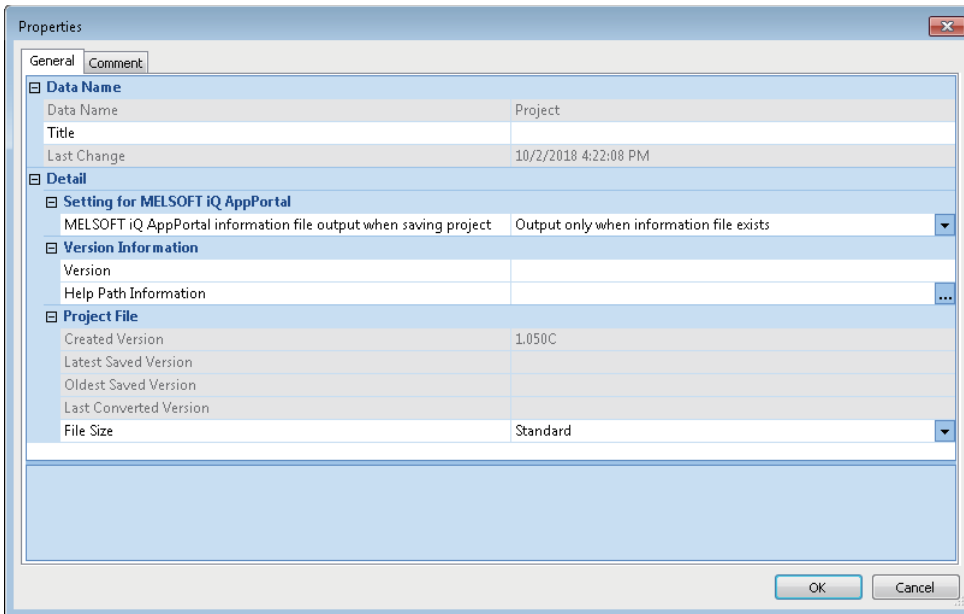 Properties
General Comment
Data Name
Data Name Project
Title
Last Change 10/2/2018 4:22:08 PM
Detail
Setting for MELSOFT iQ AppPortal
MELSOFT iQ AppPortal information file output when saving project Output only when information file exists
Version Information
Version
Help Path Information ...
Project File
Created Version 1.050C
Latest Saved Version
Oldest Saved Version
Last Converted Version
File Size Standard
OK Cancel